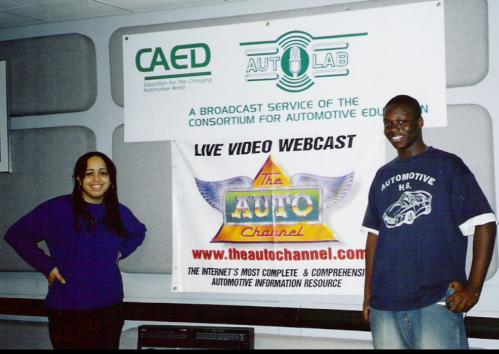 CAED
Education for the Changing
Automotive World
AUTO LAB
A BROADCAST SERVICE OF THE
CONSORTIUM FOR AUTOMOTIVE EDUCATION
LIVE VIDEO WEBCAST
The
AUTO
Channel
www.theautochannel.com
THE INTERNET'S MOST COMPLETE & COMPREHENSI
AUTOMOTIVE INFORMATION RESOURCE
AUTOMOTIVE
H.S.